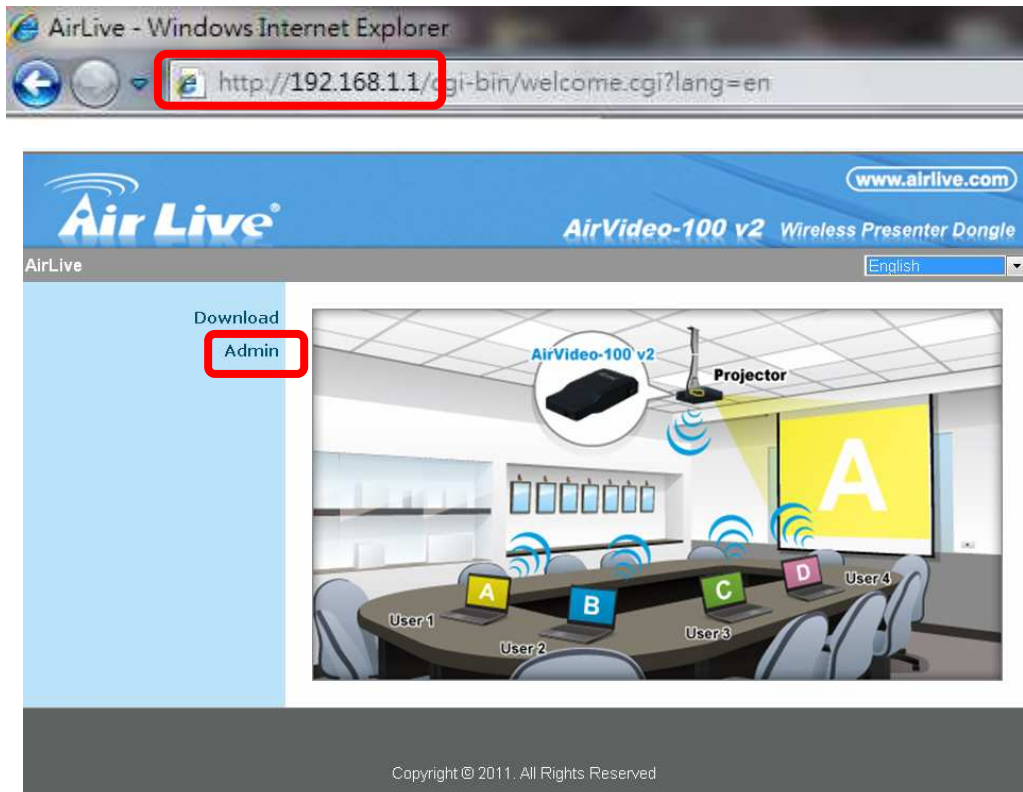 AirLive - Windows Internet Explorer
http://192.168.1.1/cgi-bin/welcome.cgi?lang=en
www.airlive.com
Air Live®
AirVideo-100 v2 Wireless Presenter Dongle
AirLive
English
Download
Admin
AirVideo-100 v2
Projector
A
A
B
C
D
User 1
User 2
User 3
User 4
Copyright © 2011. All Rights Reserved